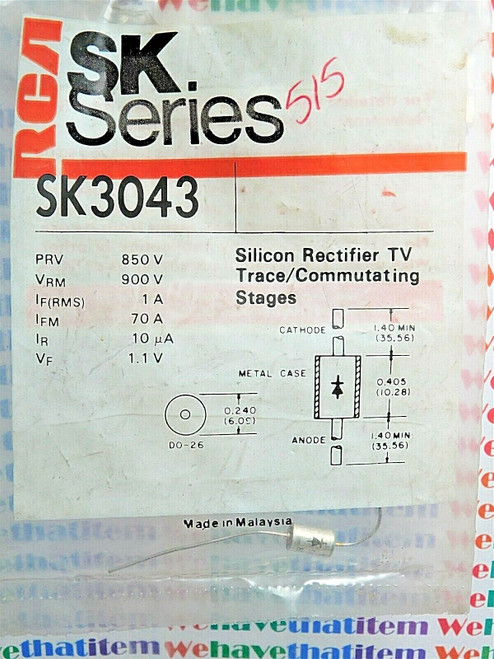 RCA
SK
Series
515
SK3043
PRV 850 V
VRM 900 V
IF(RMS) 1 A
IFM 70 A
IR 10 µA
VF 1.1 V
Silicon Rectifier TV
Trace/Commutating
Stages
CATHODE
1.40 MIN
(35.56)
METAL CASE
0.405
(10.28)
0.240
(6.09)
DO-26
ANODE
1.40 MIN
(35.56)
Made in Malaysia
Wehavethatitem